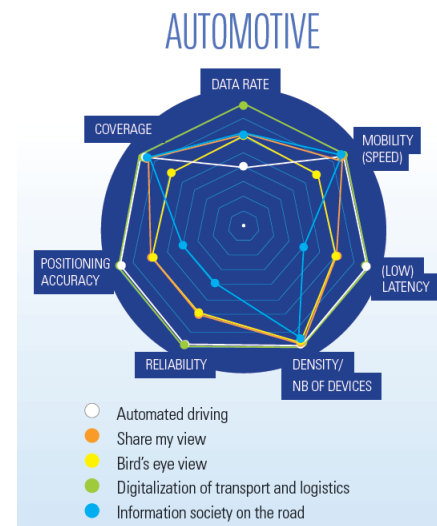 AUTOMOTIVE
DATA RATE
COVERAGE
MOBILITY
(SPEED)
POSITIONING
ACCURACY
(LOW)
LATENCY
RELIABILITY
DENSITY/
NB OF DEVICES
Automated driving
Share my view
Bird's eye view
Digitalization of transport and logistics
Information society on the road